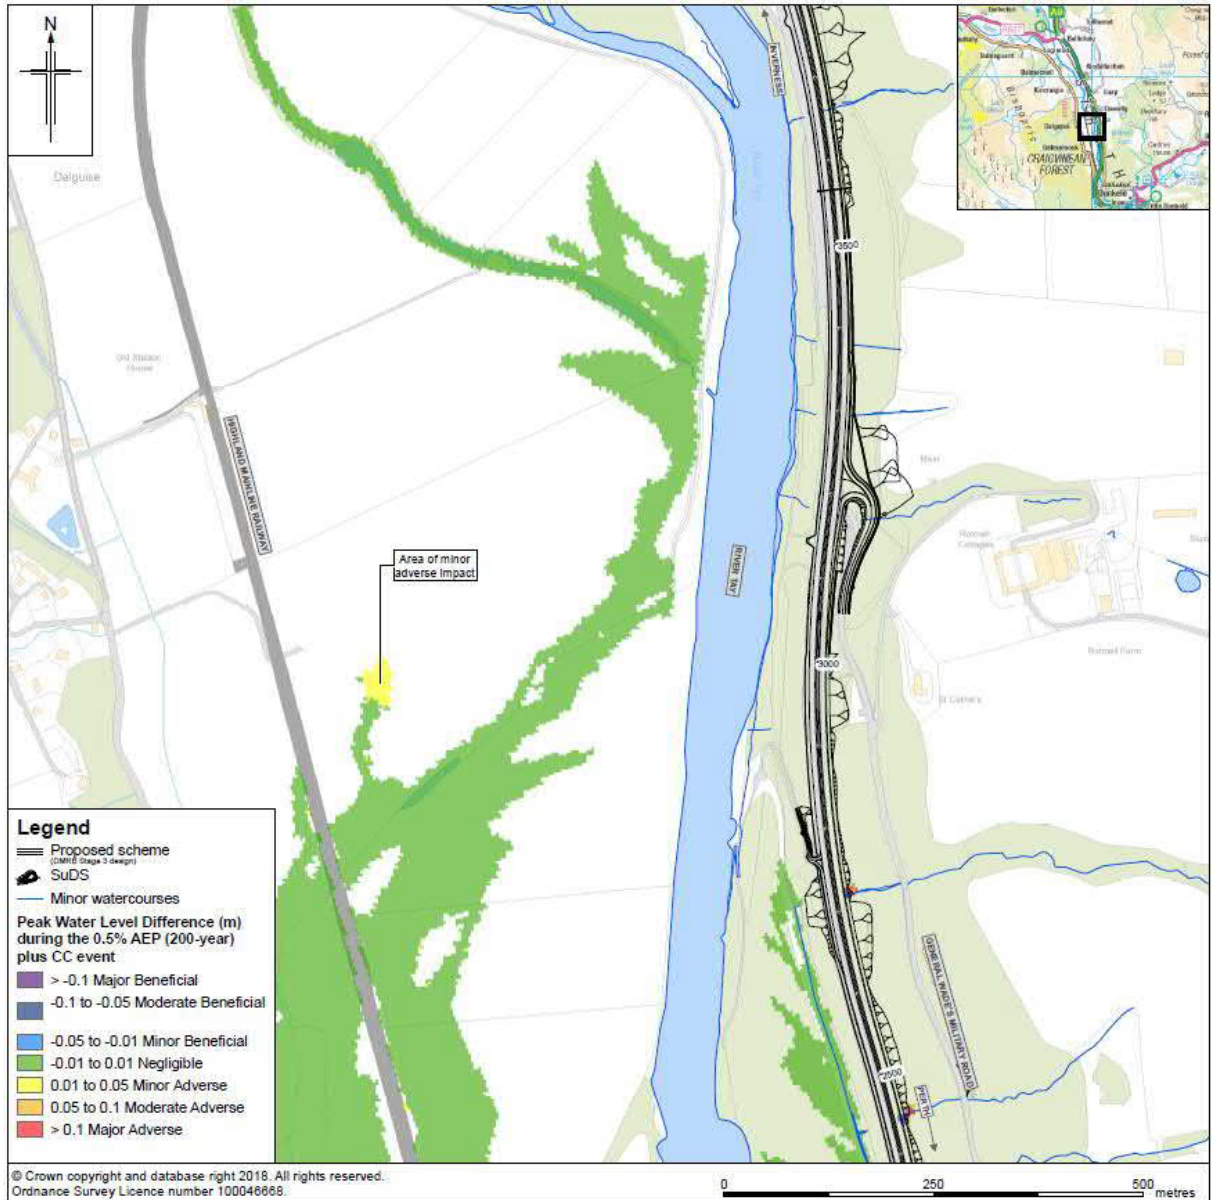 N
Dalguise
Old Station
House
INVERNESS
3500
HIGHLAND MAINLINE RAILWAY
Area of minor
adverse Impact
RIVER TAY
Rotmell
Cottages
Rotmell Farm
3000
St Colme's
GENERAL WADE'S MILITARY ROAD
2500
PERTH
CRAIGVINEAN
FOREST
Dunkeld
A9
Legend
Proposed scheme
(DMRB Stage 3 design)
SuDS
Minor watercourses
Peak Water Level Difference (m)
during the 0.5% AEP (200-year)
plus CC event
> -0.1 Major Beneficial
-0.1 to -0.05 Moderate Beneficial
-0.05 to -0.01 Minor Beneficial
-0.01 to 0.01 Negligible
0.01 to 0.05 Minor Adverse
0.05 to 0.1 Moderate Adverse
> 0.1 Major Adverse
© Crown copyright and database right 2018. All rights reserved.
Ordnance Survey Licence number 100046668.
0 250 500
metres